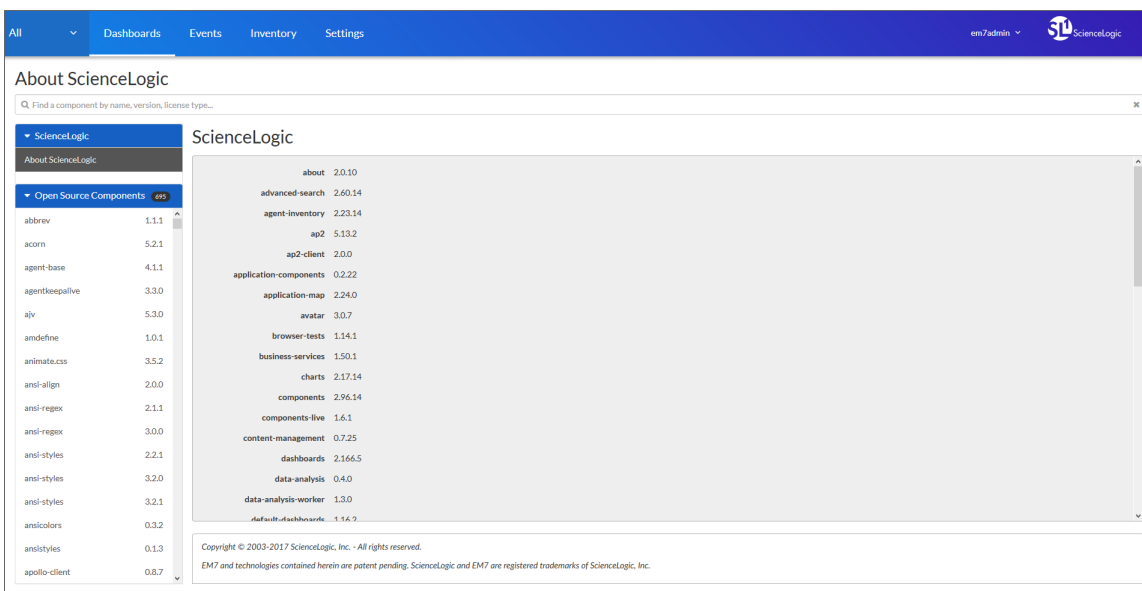 All Dashboards Events Inventory Settings em7admin SL1 ScienceLogic
About ScienceLogic
Find a component by name, version, license type...
ScienceLogic
About ScienceLogic
Open Source Components 695
abbrev 1.1.1
acorn 5.2.1
agent-base 4.1.1
agentkeepalive 3.3.0
ajv 5.3.0
amdefine 1.0.1
animate.css 3.5.2
ansi-align 2.0.0
ansi-regex 2.1.1
ansi-regex 3.0.0
ansi-styles 2.2.1
ansi-styles 3.2.0
ansi-styles 3.2.1
ansicolors 0.3.2
ansistyles 0.1.3
apollo-client 0.8.7
ScienceLogic
about 2.0.10
advanced-search 2.60.14
agent-inventory 2.23.14
ap2 5.13.2
ap2-client 2.0.0
application-components 0.2.22
application-map 2.24.0
avatar 3.0.7
browser-tests 1.14.1
business-services 1.50.1
charts 2.17.14
components 2.96.14
components-live 1.6.1
content-management 0.7.25
dashboards 2.166.5
data-analysis 0.4.0
data-analysis-worker 1.3.0
default-dashboards 1.16.2
Copyright © 2003-2017 ScienceLogic, Inc. - All rights reserved.
EM7 and technologies contained herein are patent pending. ScienceLogic and EM7 are registered trademarks of ScienceLogic, Inc.